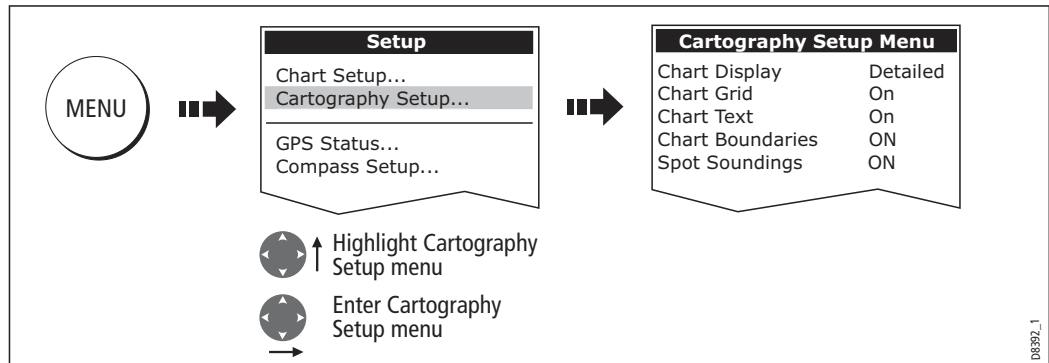 MENU
Setup
Chart Setup...
Cartography Setup...
GPS Status...
Compass Setup...
Highlight Cartography
Setup menu
Enter Cartography
Setup menu
Cartography Setup Menu
Chart Display Detailed
Chart Grid On
Chart Text On
Chart Boundaries ON
Spot Soundings ON
D8392_1